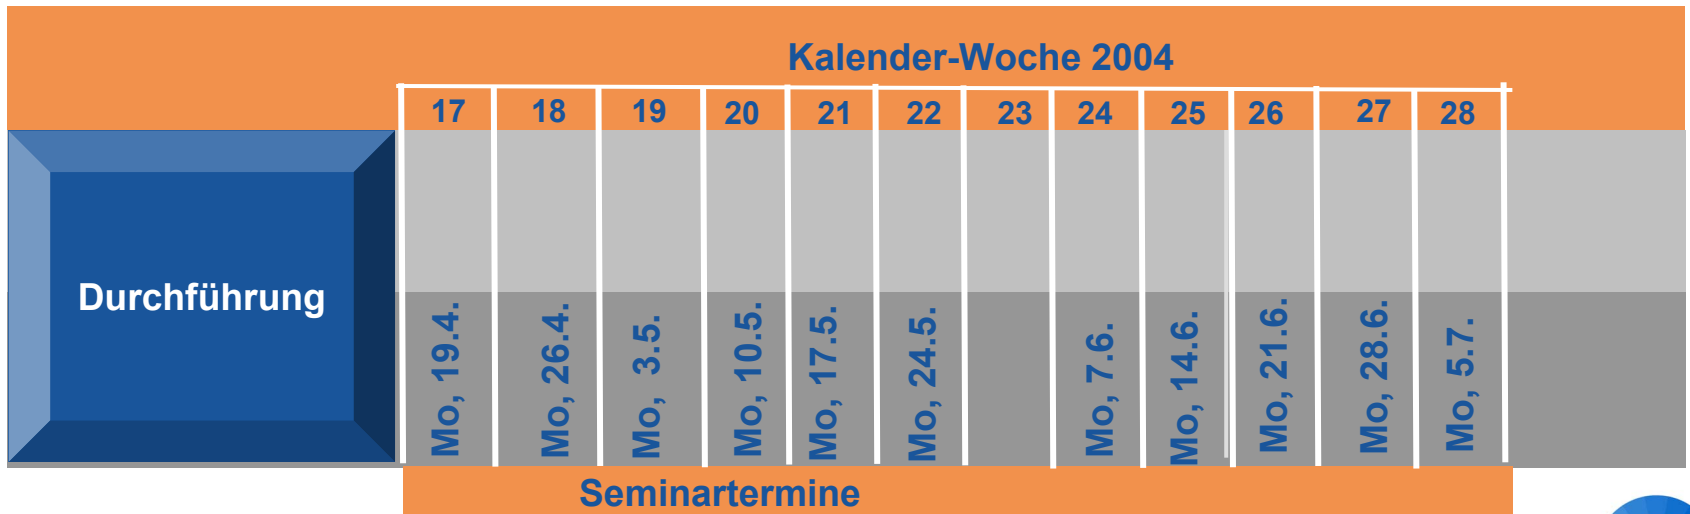 Kalender-Woche 2004
17 18 19 20 21 22 23 24 25 26 27 28
Durchführung
Mo, 19.4.
Mo, 26.4.
Mo, 3.5.
Mo, 10.5.
Mo, 17.5.
Mo, 24.5.
Mo, 7.6.
Mo, 14.6.
Mo, 21.6.
Mo, 28.6.
Mo, 5.7.
Seminartermine